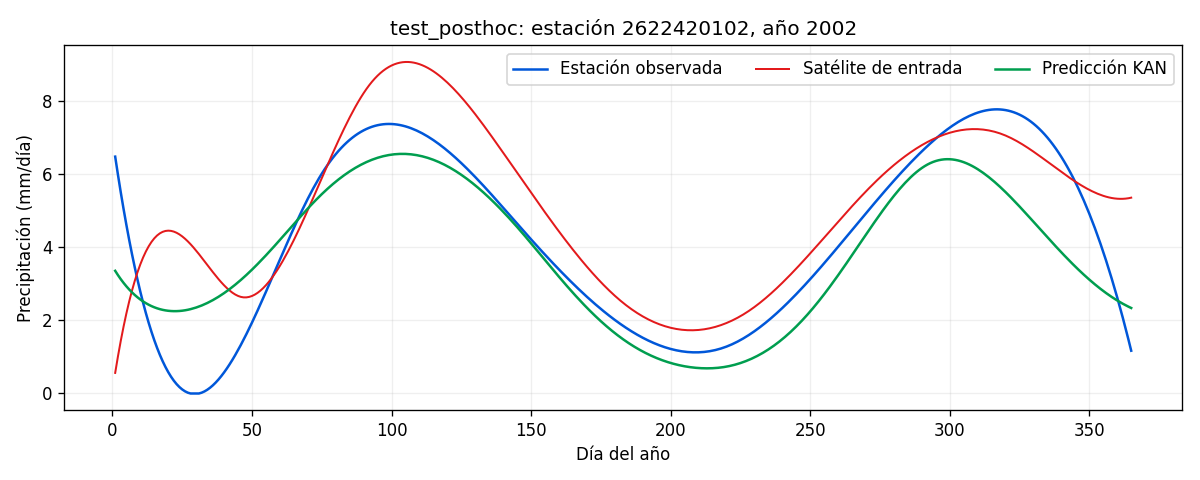 test_posthoc: estación 2622420102, año 2002
Estación observada
Satélite de entrada
Predicción KAN
Precipitación (mm/día)
8
6
4
2
0
0
50
100
150
200
250
300
350
Día del año